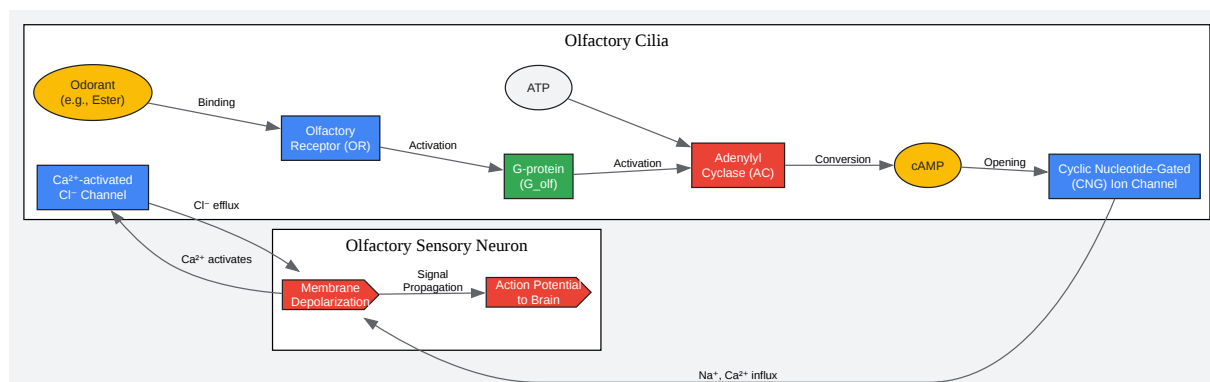 Olfactory Cilia
Odorant
(e.g., Ester)
Binding
Olfactory
Receptor (OR)
Activation
ATP
G-protein
(G_olf)
Activation
Adenylyl
Cyclase (AC)
Conversion
cAMP
Opening
Cyclic Nucleotide-Gated
(CNG) Ion Channel
Ca²⁺-activated
Cl⁻ Channel
Cl⁻ efflux
Ca²⁺ activates
Olfactory Sensory Neuron
Membrane
Depolarization
Signal
Propagation
Action Potential
to Brain
Na⁺, Ca²⁺ influx